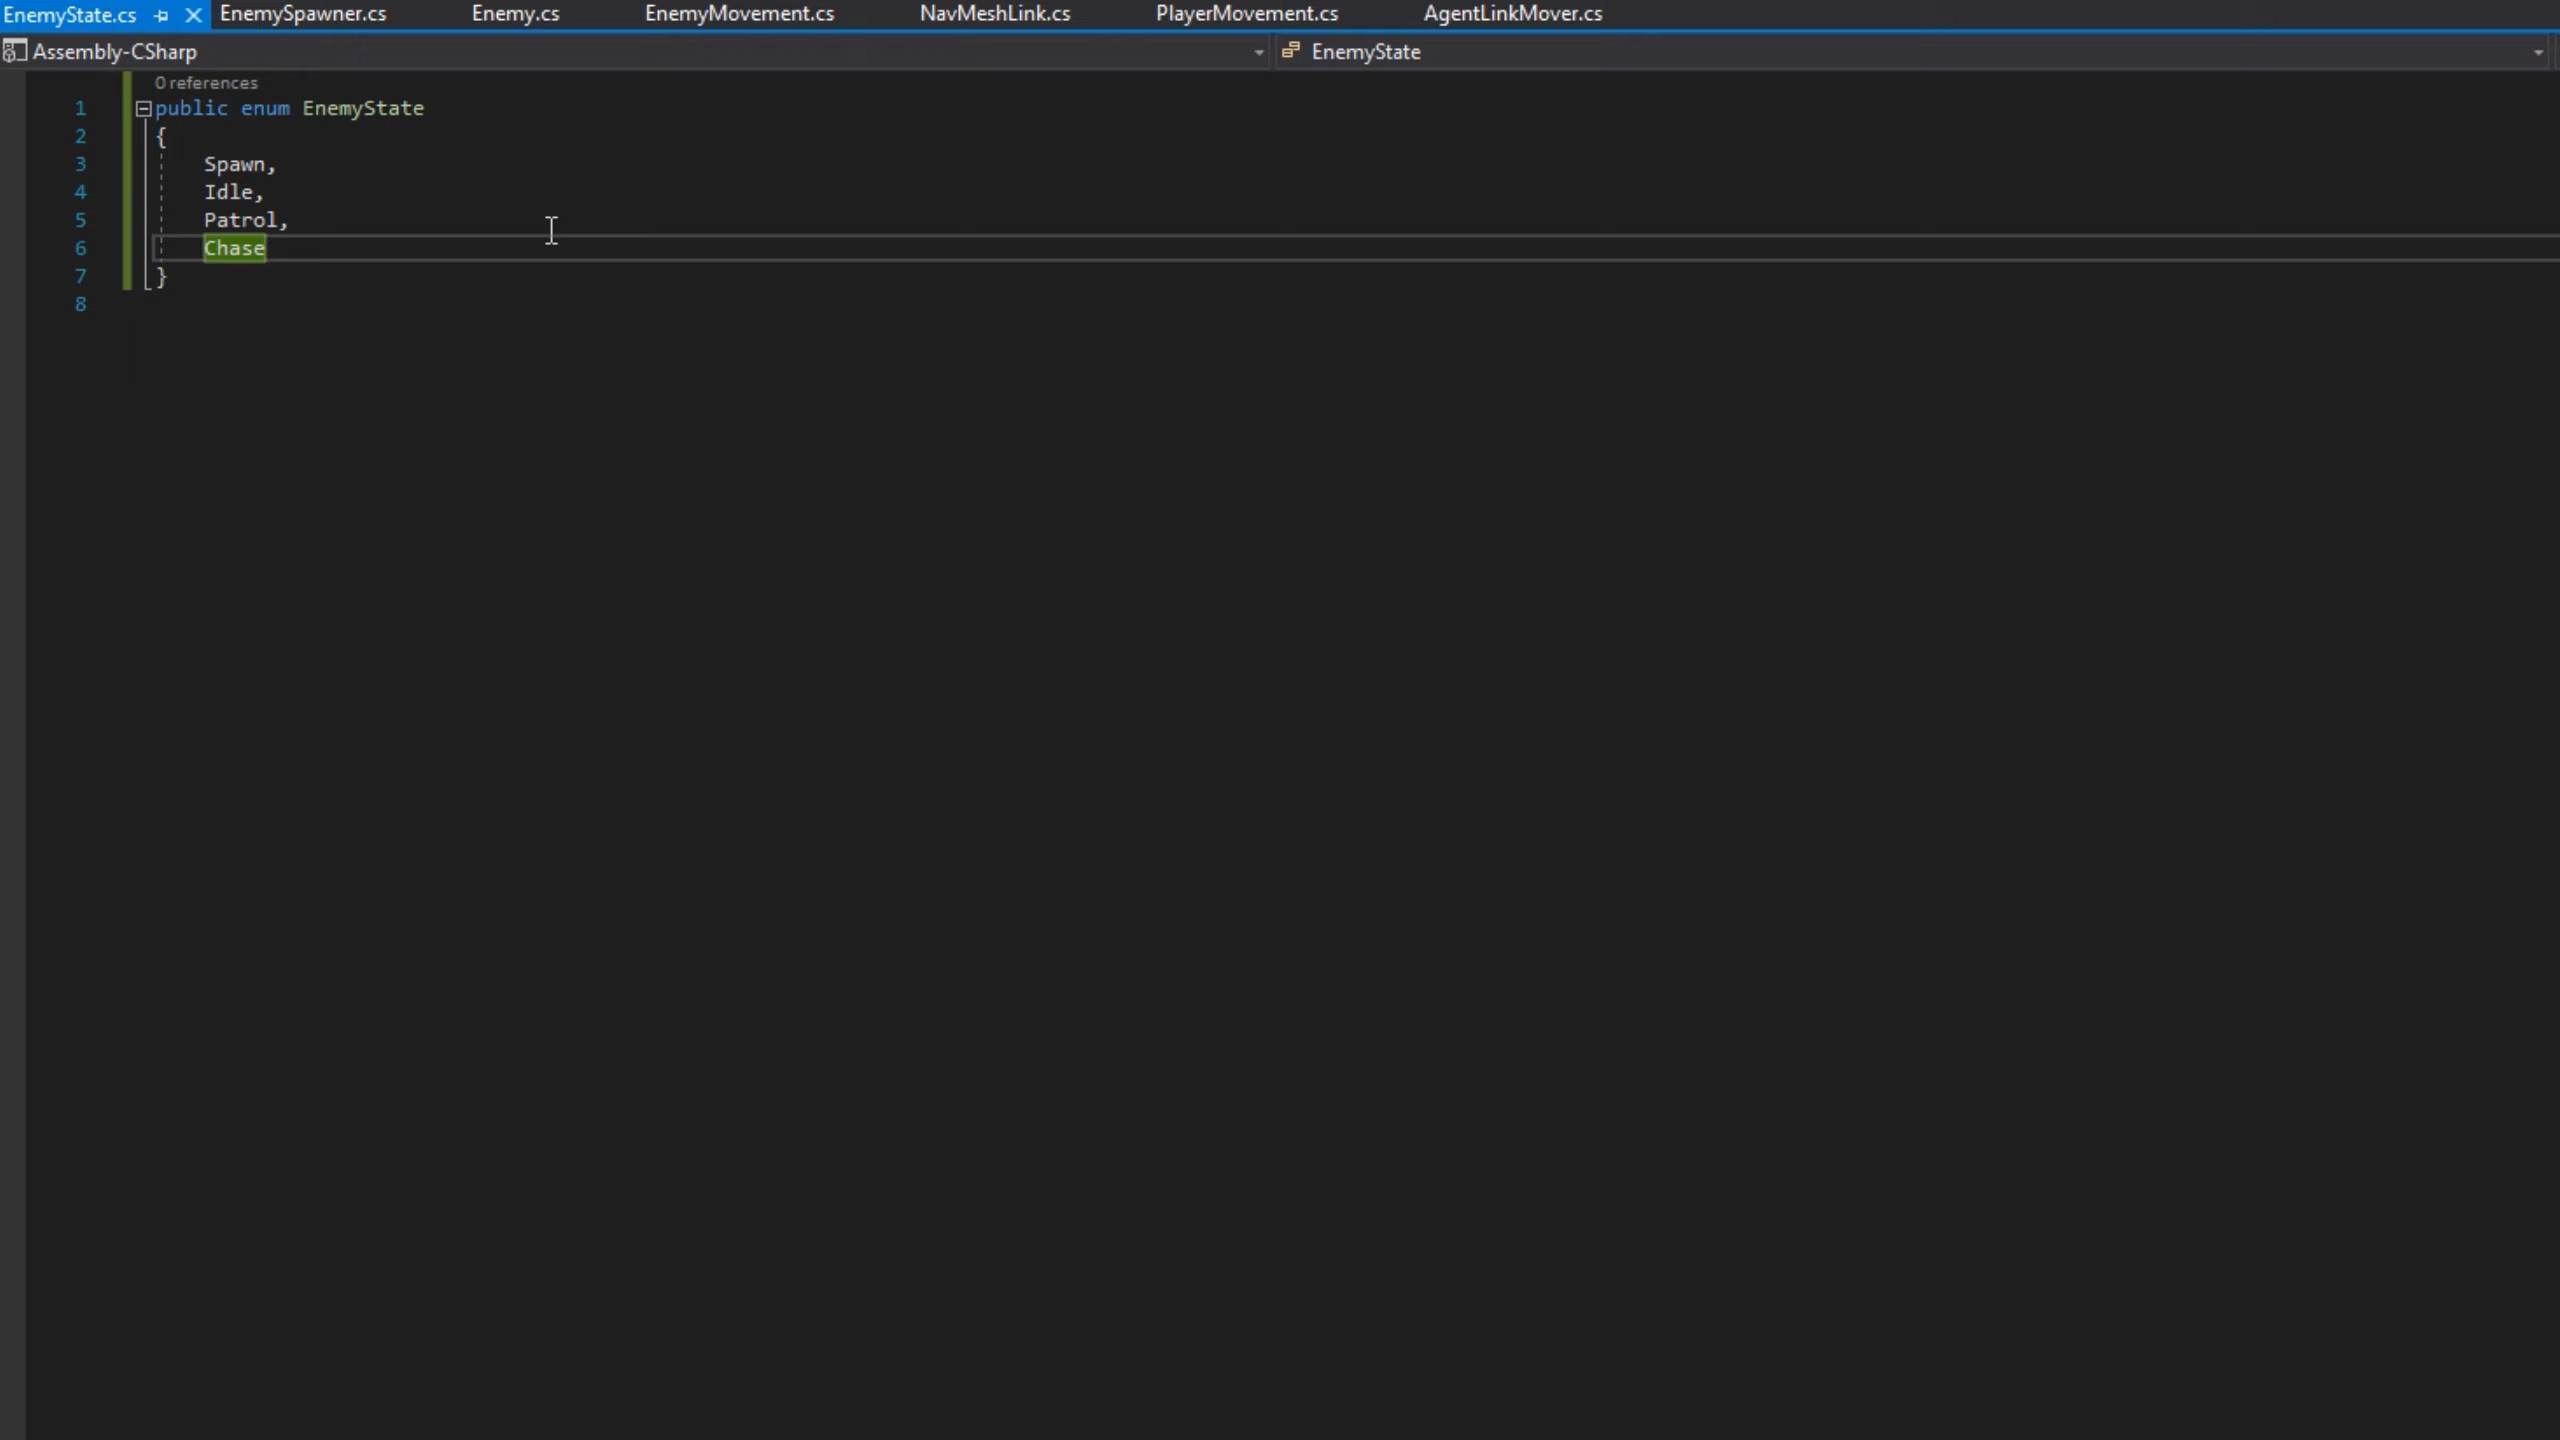 EnemyState.cs EnemySpawner.cs Enemy.cs EnemyMovement.cs NavMeshLink.cs PlayerMovement.cs AgentLinkMover.cs
Assembly-CSharp EnemyState
0 references
1 public enum EnemyState
2 {
3 Spawn,
4 Idle,
5 Patrol,
6 Chase
7 }
8